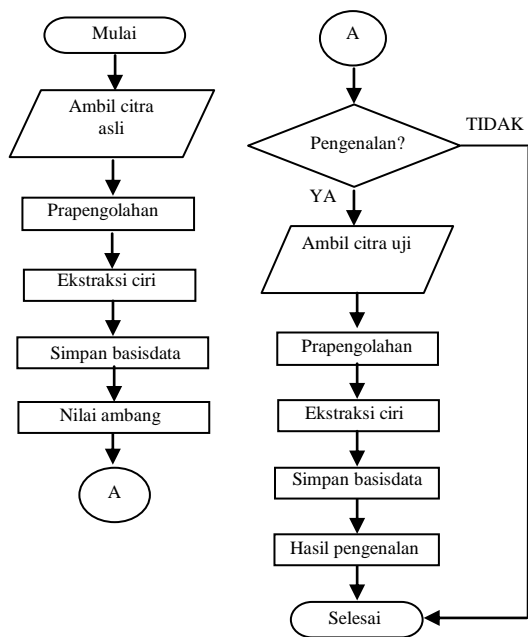 Mulai
Ambil citra
asli
Prapengolahan
Ekstraksi ciri
Simpan basisdata
Nilai ambang
A
A
Pengenalan?
TIDAK
YA
Ambil citra uji
Prapengolahan
Ekstraksi ciri
Simpan basisdata
Hasil pengenalan
Selesai